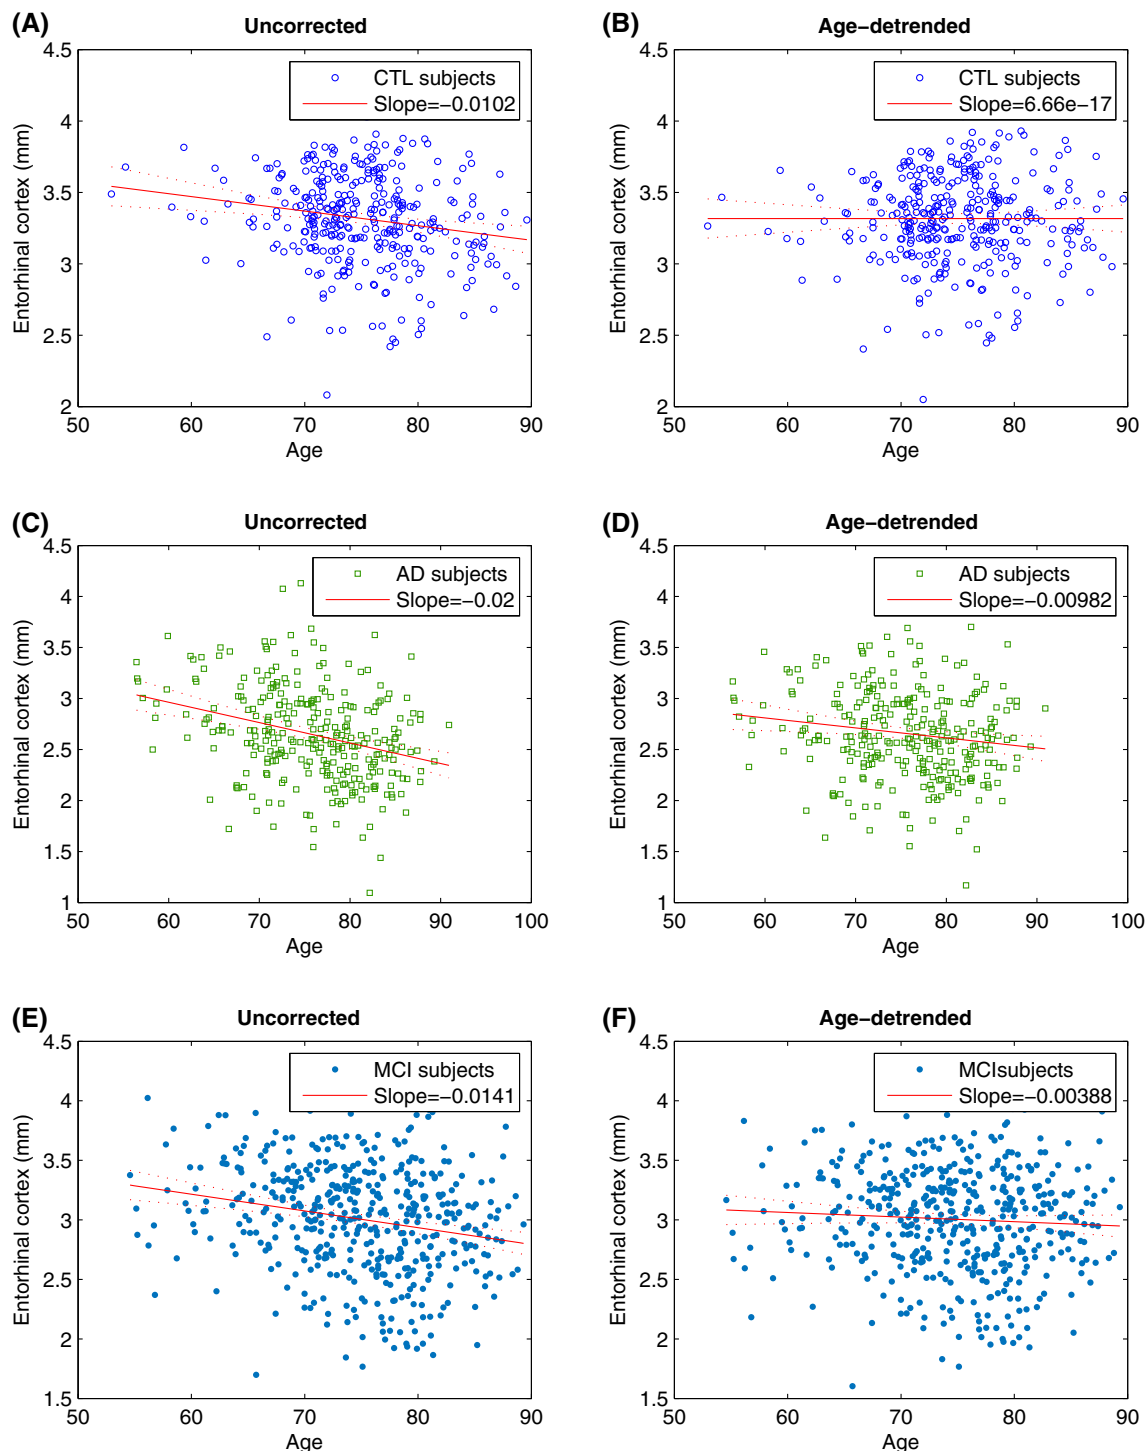 (A)
Uncorrected
4.5
4
3.5
3
2.5
2
Entorhinal cortex (mm)
CTL subjects
Slope=−0.0102
50 60 70 80 90
Age
(B)
Age−detrended
4.5
4
3.5
3
2.5
2
Entorhinal cortex (mm)
CTL subjects
Slope=6.66e−17
50 60 70 80 90
Age
(C)
Uncorrected
4.5
4
3.5
3
2.5
2
1.5
1
Entorhinal cortex (mm)
AD subjects
Slope=−0.02
50 60 70 80 90 100
Age
(D)
Age−detrended
4.5
4
3.5
3
2.5
2
1.5
1
Entorhinal cortex (mm)
AD subjects
Slope=−0.00982
50 60 70 80 90 100
Age
(E)
Uncorrected
4.5
4
3.5
3
2.5
2
1.5
Entorhinal cortex (mm)
MCI subjects
Slope=−0.0141
50 60 70 80 90
Age
(F)
Age−detrended
4.5
4
3.5
3
2.5
2
1.5
Entorhinal cortex (mm)
MCIsubjects
Slope=−0.00388
50 60 70 80 90
Age